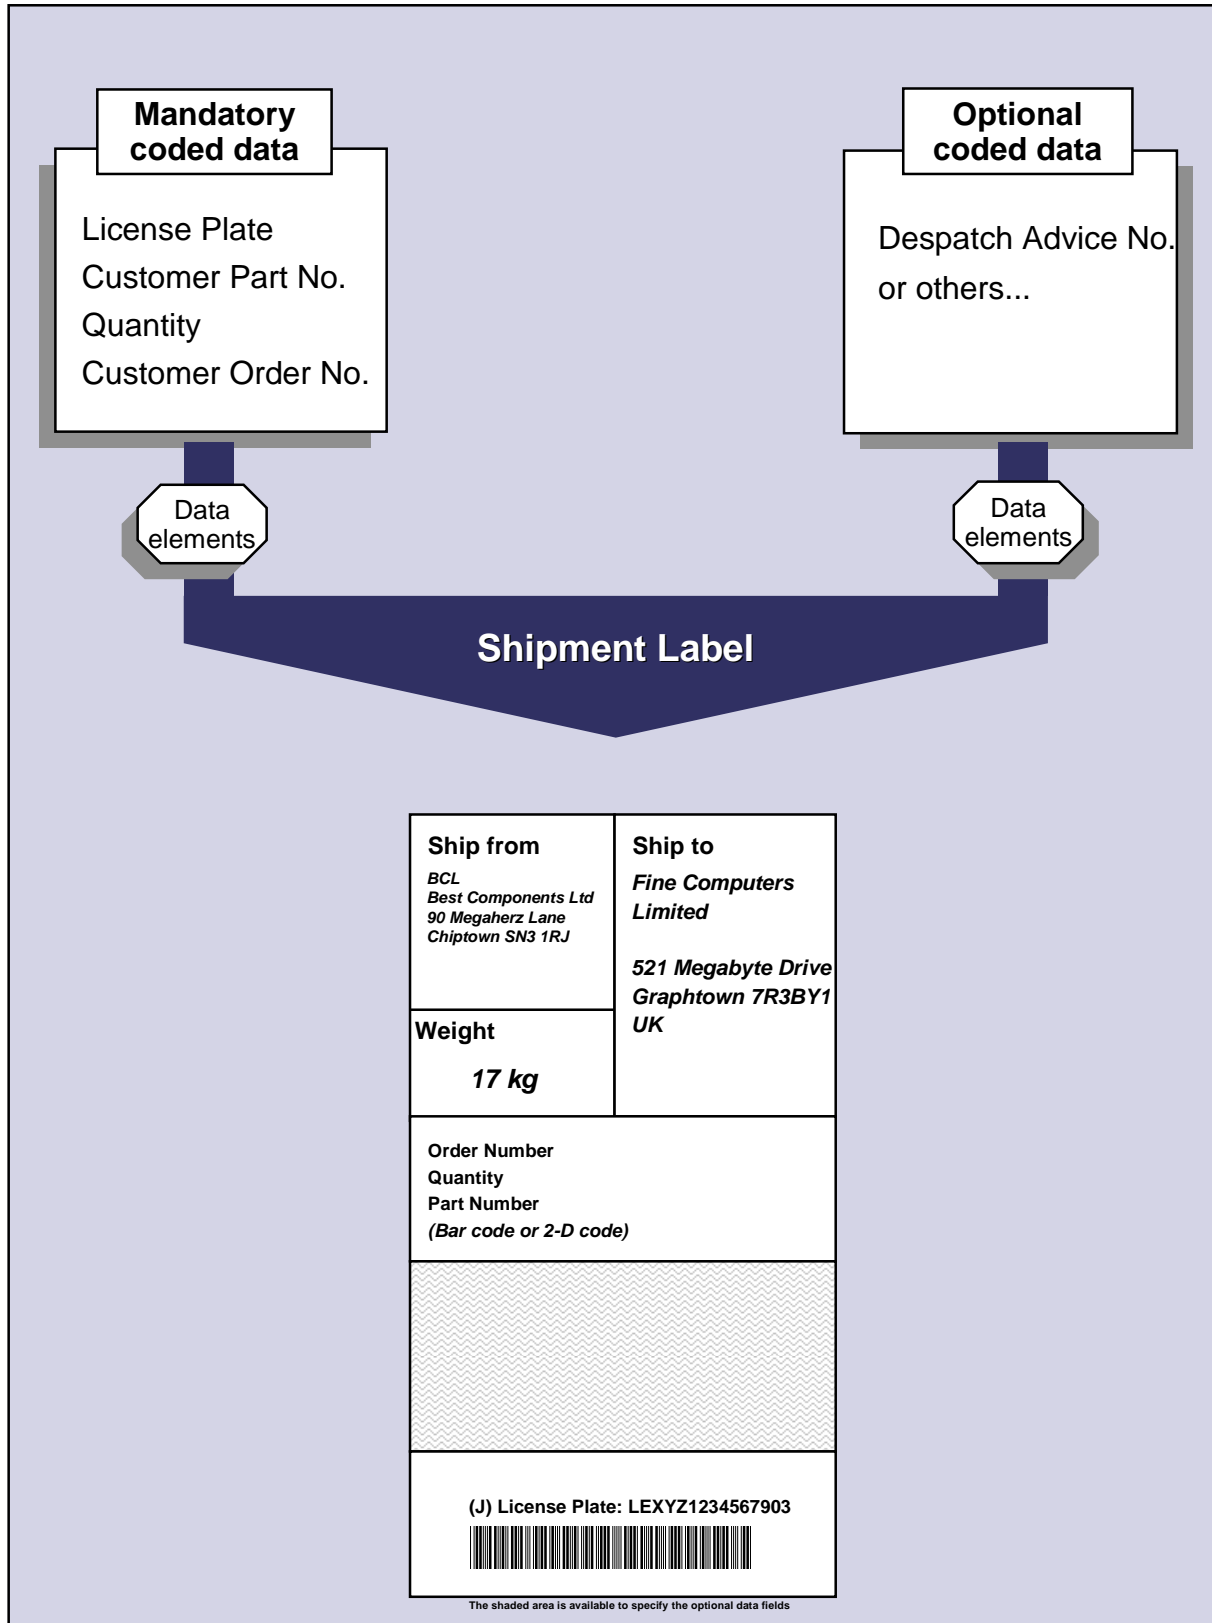 Mandatory
coded data
License Plate
Customer Part No.
Quantity
Customer Order No.
Data
elements
Optional
coded data
Despatch Advice No.
or others...
Data
elements
Shipment Label
Ship from
BCL
Best Components Ltd
90 Megaherz Lane
Chiptown SN3 1RJ
Ship to
Fine Computers
Limited
521 Megabyte Drive
Graphtown 7R3BY1
UK
Weight
17 kg
Order Number
Quantity
Part Number
(Bar code or 2-D code)
(J) License Plate: LEXYZ1234567903
The shaded area is available to specify the optional data fields